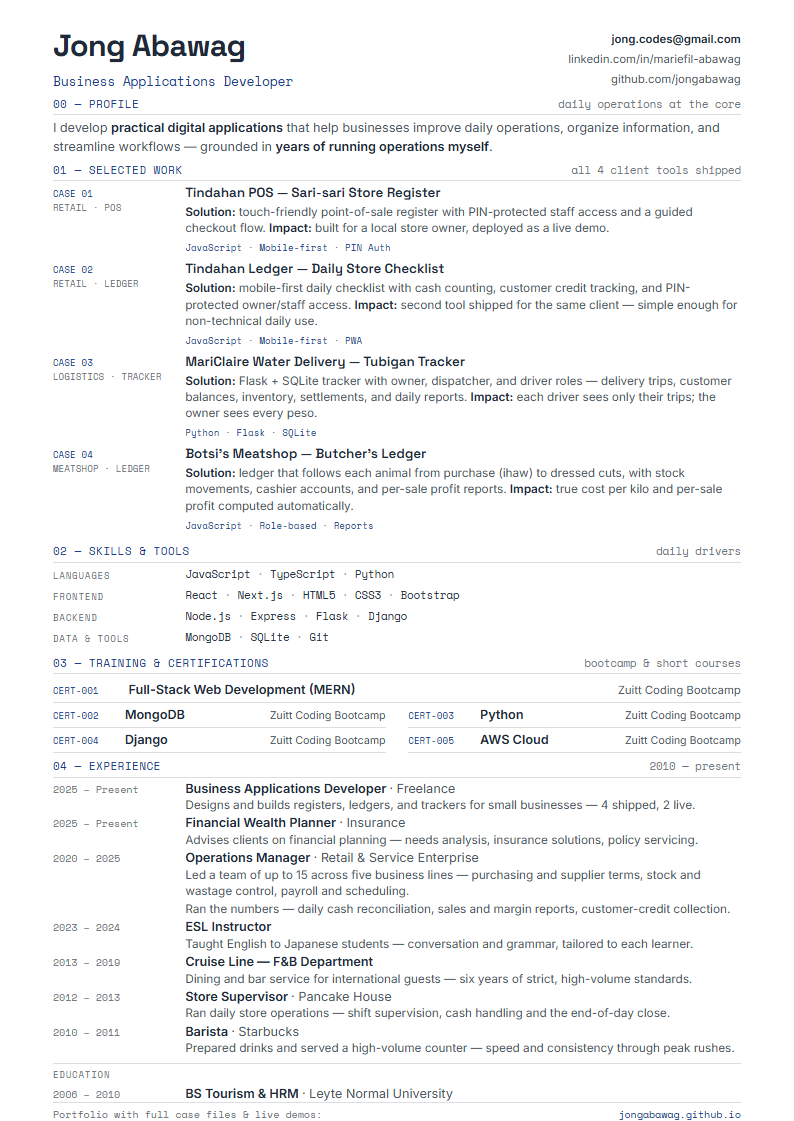 Jong Abawag
jong.codes@gmail.com
linkedin.com/in/mariefil-abawag
Business Applications Developer
github.com/jongabawag
00 — PROFILE daily operations at the core
I develop practical digital applications that help businesses improve daily operations, organize information, and
streamline workflows — grounded in years of running operations myself.
01 — SELECTED WORK all 4 client tools shipped
CASE 01 Tindahan POS — Sari-sari Store Register
RETAIL · POS
Solution: touch-friendly point-of-sale register with PIN-protected staff access and a guided
checkout flow. Impact: built for a local store owner, deployed as a live demo.
JavaScript · Mobile-first · PIN Auth
CASE 02 Tindahan Ledger — Daily Store Checklist
RETAIL · LEDGER
Solution: mobile-first daily checklist with cash counting, customer credit tracking, and PIN-
protected owner/staff access. Impact: second tool shipped for the same client — simple enough for
non-technical daily use.
JavaScript · Mobile-first · PWA
CASE 03 MariClaire Water Delivery — Tubigan Tracker
LOGISTICS · TRACKER
Solution: Flask + SQLite tracker with owner, dispatcher, and driver roles — delivery trips, customer
balances, inventory, settlements, and daily reports. Impact: each driver sees only their trips; the
owner sees every peso.
Python · Flask · SQLite
CASE 04 Botsi's Meatshop — Butcher's Ledger
MEATSHOP · LEDGER
Solution: ledger that follows each animal from purchase (ihaw) to dressed cuts, with stock
movements, cashier accounts, and per-sale profit reports. Impact: true cost per kilo and per-sale
profit computed automatically.
JavaScript · Role-based · Reports
02 — SKILLS & TOOLS daily drivers
LANGUAGES JavaScript · TypeScript · Python
FRONTEND React · Next.js · HTML5 · CSS3 · Bootstrap
BACKEND Node.js · Express · Flask · Django
DATA & TOOLS MongoDB · SQLite · Git
03 — TRAINING & CERTIFICATIONS bootcamp & short courses
CERT-001 Full-Stack Web Development (MERN) Zuitt Coding Bootcamp
CERT-002 MongoDB Zuitt Coding Bootcamp CERT-003 Python Zuitt Coding Bootcamp
CERT-004 Django Zuitt Coding Bootcamp CERT-005 AWS Cloud Zuitt Coding Bootcamp
04 — EXPERIENCE 2010 — present
2025 – Present Business Applications Developer · Freelance
Designs and builds registers, ledgers, and trackers for small businesses — 4 shipped, 2 live.
2025 – Present Financial Wealth Planner · Insurance
Advises clients on financial planning — needs analysis, insurance solutions, policy servicing.
2020 – 2025 Operations Manager · Retail & Service Enterprise
Led a team of up to 15 across five business lines — purchasing and supplier terms, stock and
wastage control, payroll and scheduling.
Ran the numbers — daily cash reconciliation, sales and margin reports, customer-credit collection.
2023 – 2024 ESL Instructor
Taught English to Japanese students — conversation and grammar, tailored to each learner.
2013 – 2019 Cruise Line — F&B Department
Dining and bar service for international guests — six years of strict, high-volume standards.
2012 – 2013 Store Supervisor · Pancake House
Ran daily store operations — shift supervision, cash handling and the end-of-day close.
2010 – 2011 Barista · Starbucks
Prepared drinks and served a high-volume counter — speed and consistency through peak rushes.
EDUCATION
2006 – 2010 BS Tourism & HRM · Leyte Normal University
Portfolio with full case files & live demos: jongabawag.github.io